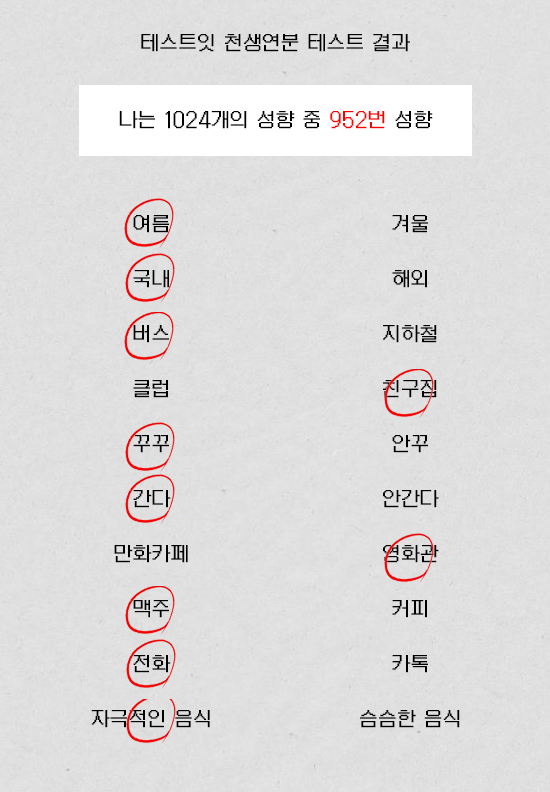 테스트잇 천생연분 테스트 결과
나는 1024개의 성향 중 952번 성향
여름 겨울
국내 해외
버스 지하철
클럽 친구집
꾸꾸 안꾸
간다 안간다
만화카페 영화관
맥주 커피
전화 카톡
자극적인 음식 슴슴한 음식